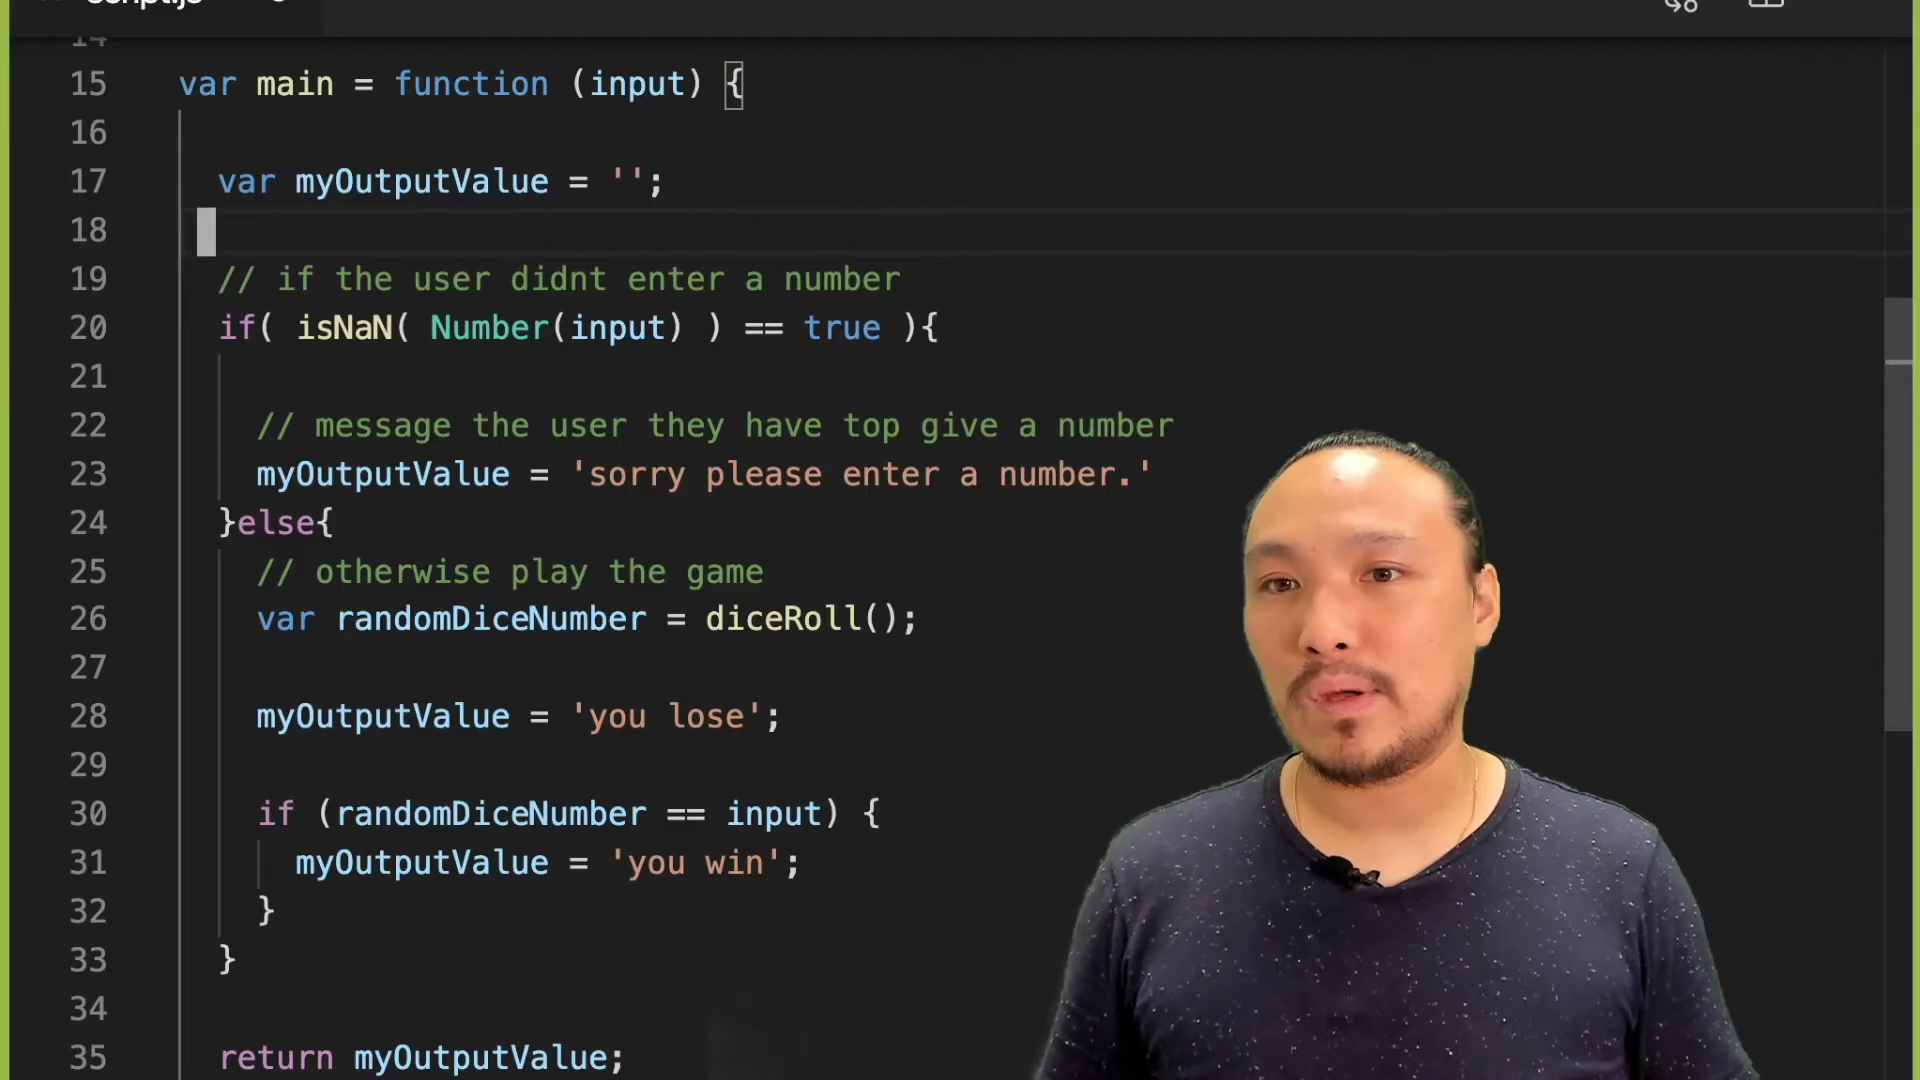 script.js
14
15 var main = function (input) {
16
17 var myOutputValue = '';
18
19 // if the user didnt enter a number
20 if( isNaN( Number(input) ) == true ){
21
22 // message the user they have top give a number
23 myOutputValue = 'sorry please enter a number.'
24 }else{
25 // otherwise play the game
26 var randomDiceNumber = diceRoll();
27
28 myOutputValue = 'you lose';
29
30 if (randomDiceNumber == input) {
31 myOutputValue = 'you win';
32 }
33 }
34
35 return myOutputValue;